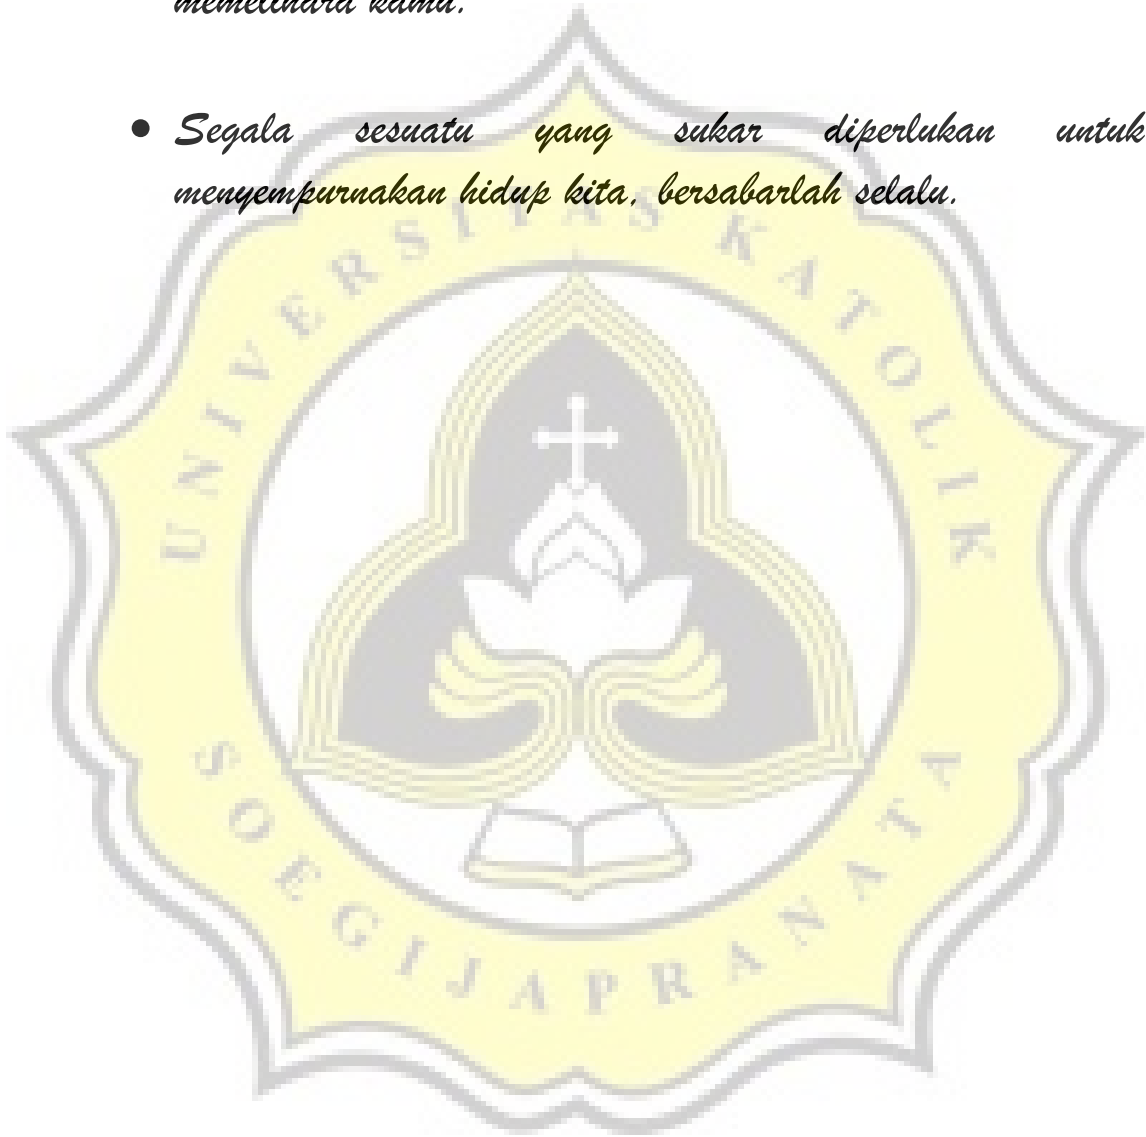 memelihara kamu.
• Segala sesuatu yang sukar diperlukan untuk
menyempurnakan hidup kita, bersabarlah selalu.
UNIVERSITAS KATOLIK
SOEGIJAPRANATA